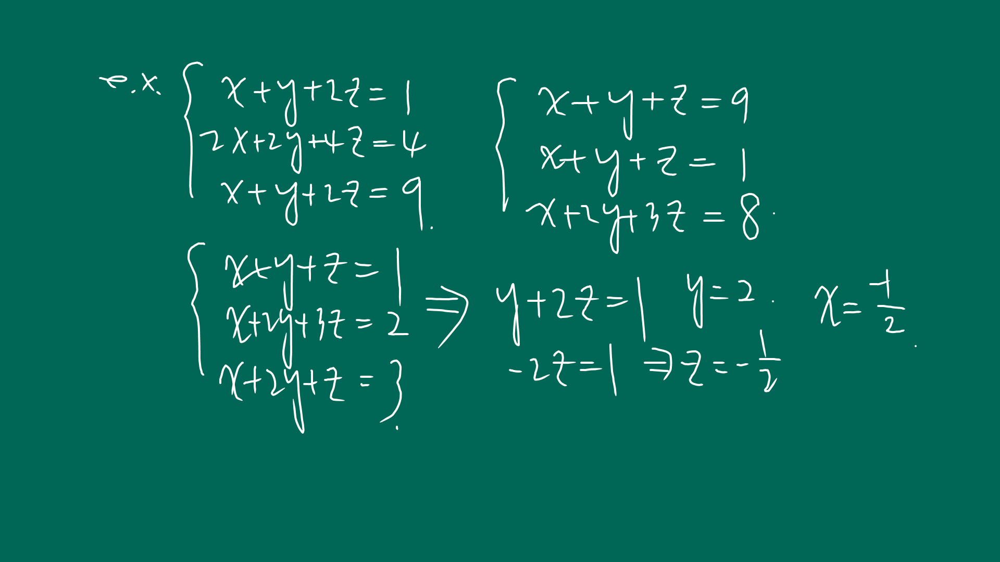 e.x. { x+y+2z=1
2x+2y+4z=4
x+y+2z=9.
{ x+y+z=9
x+y+z=1
x+2y+3z=8.
{ x+y+z=1
x+2y+3z=2
x+2y+z=3.
⇒ y+2z=1 y=2. x=-1/2.
-2z=1 ⇒ z=-1/2